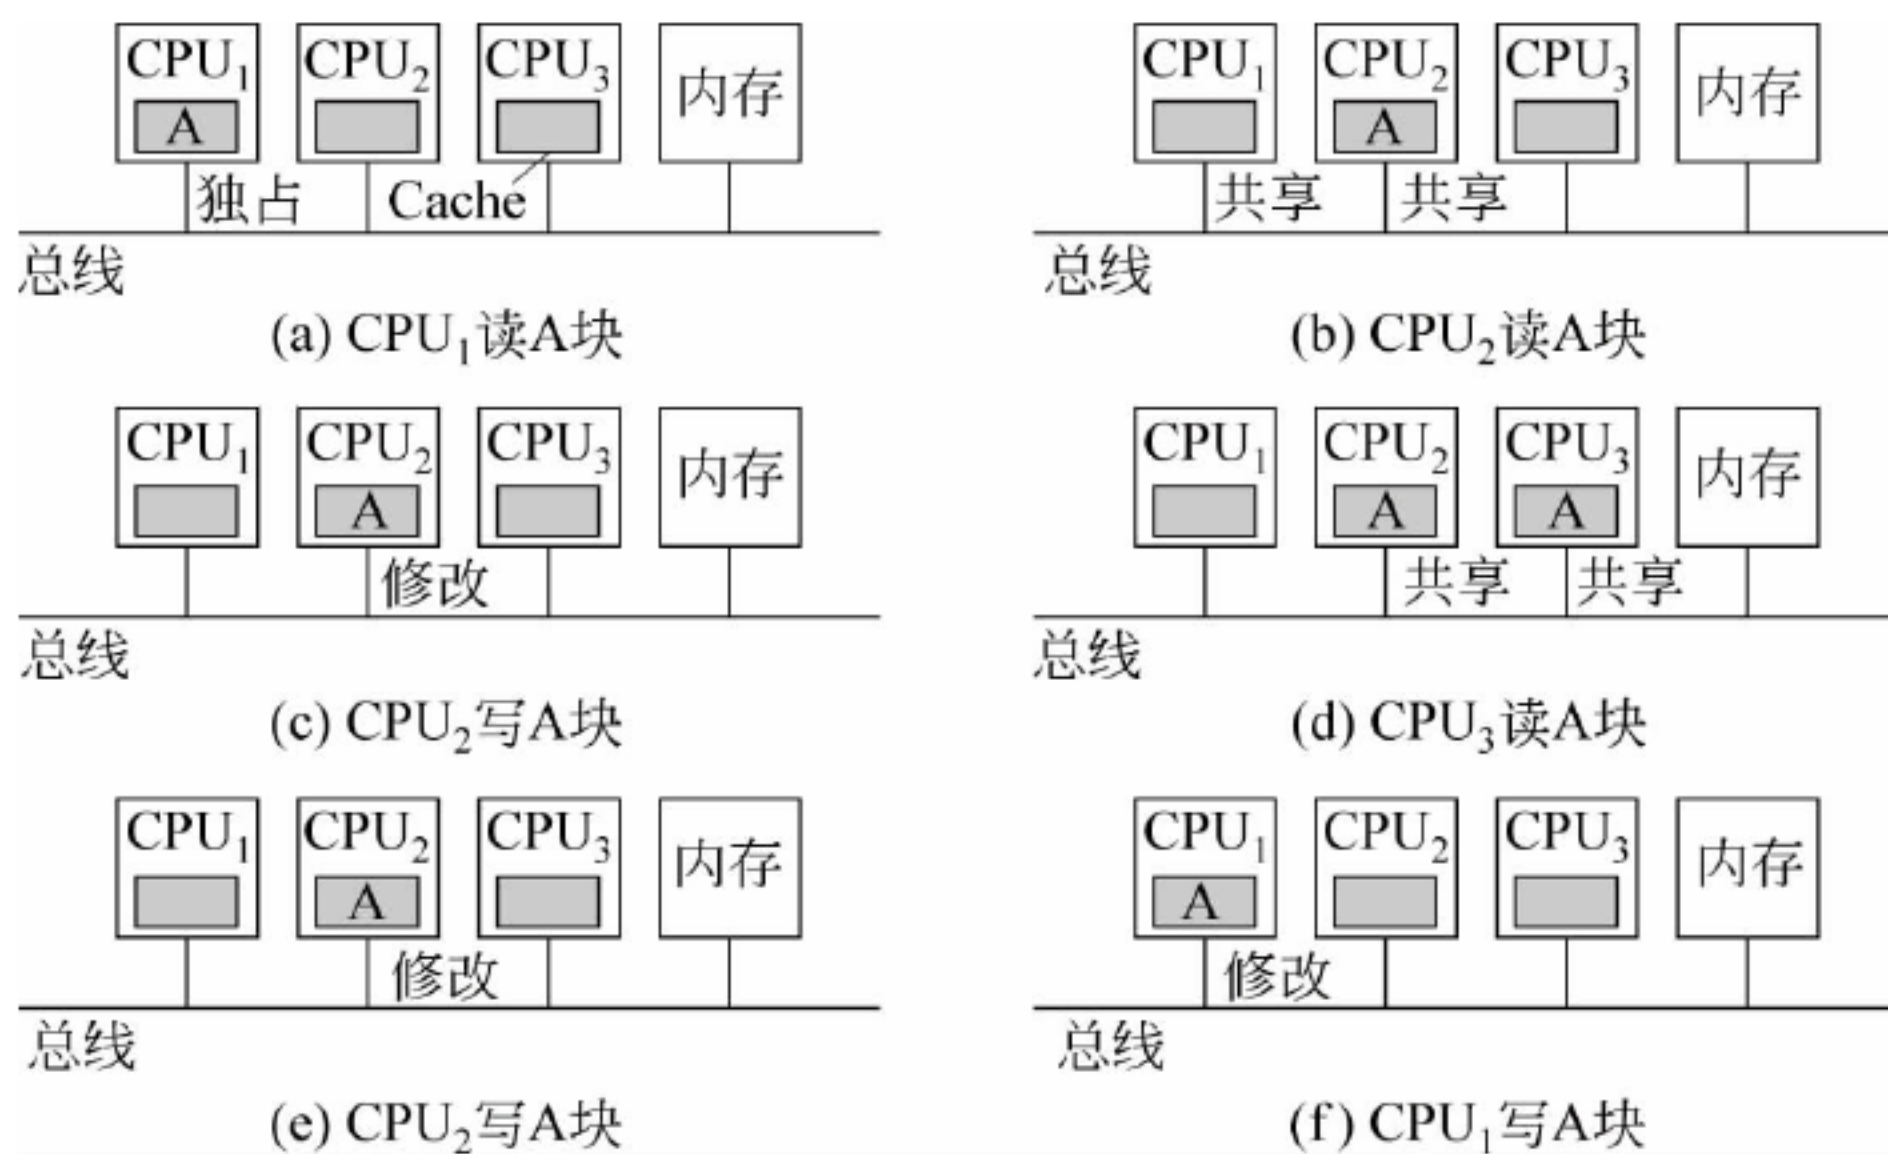 CPU₁ CPU₂ CPU₃ 内存
A
独占 Cache
总线
(a) CPU₁读A块
CPU₁ CPU₂ CPU₃ 内存
A
共享 共享
总线
(b) CPU₂读A块
CPU₁ CPU₂ CPU₃ 内存
A
修改
总线
(c) CPU₂写A块
CPU₁ CPU₂ CPU₃ 内存
A A
共享 共享
总线
(d) CPU₃读A块
CPU₁ CPU₂ CPU₃ 内存
A
修改
总线
(e) CPU₂写A块
CPU₁ CPU₂ CPU₃ 内存
A
修改
总线
(f) CPU₁写A块